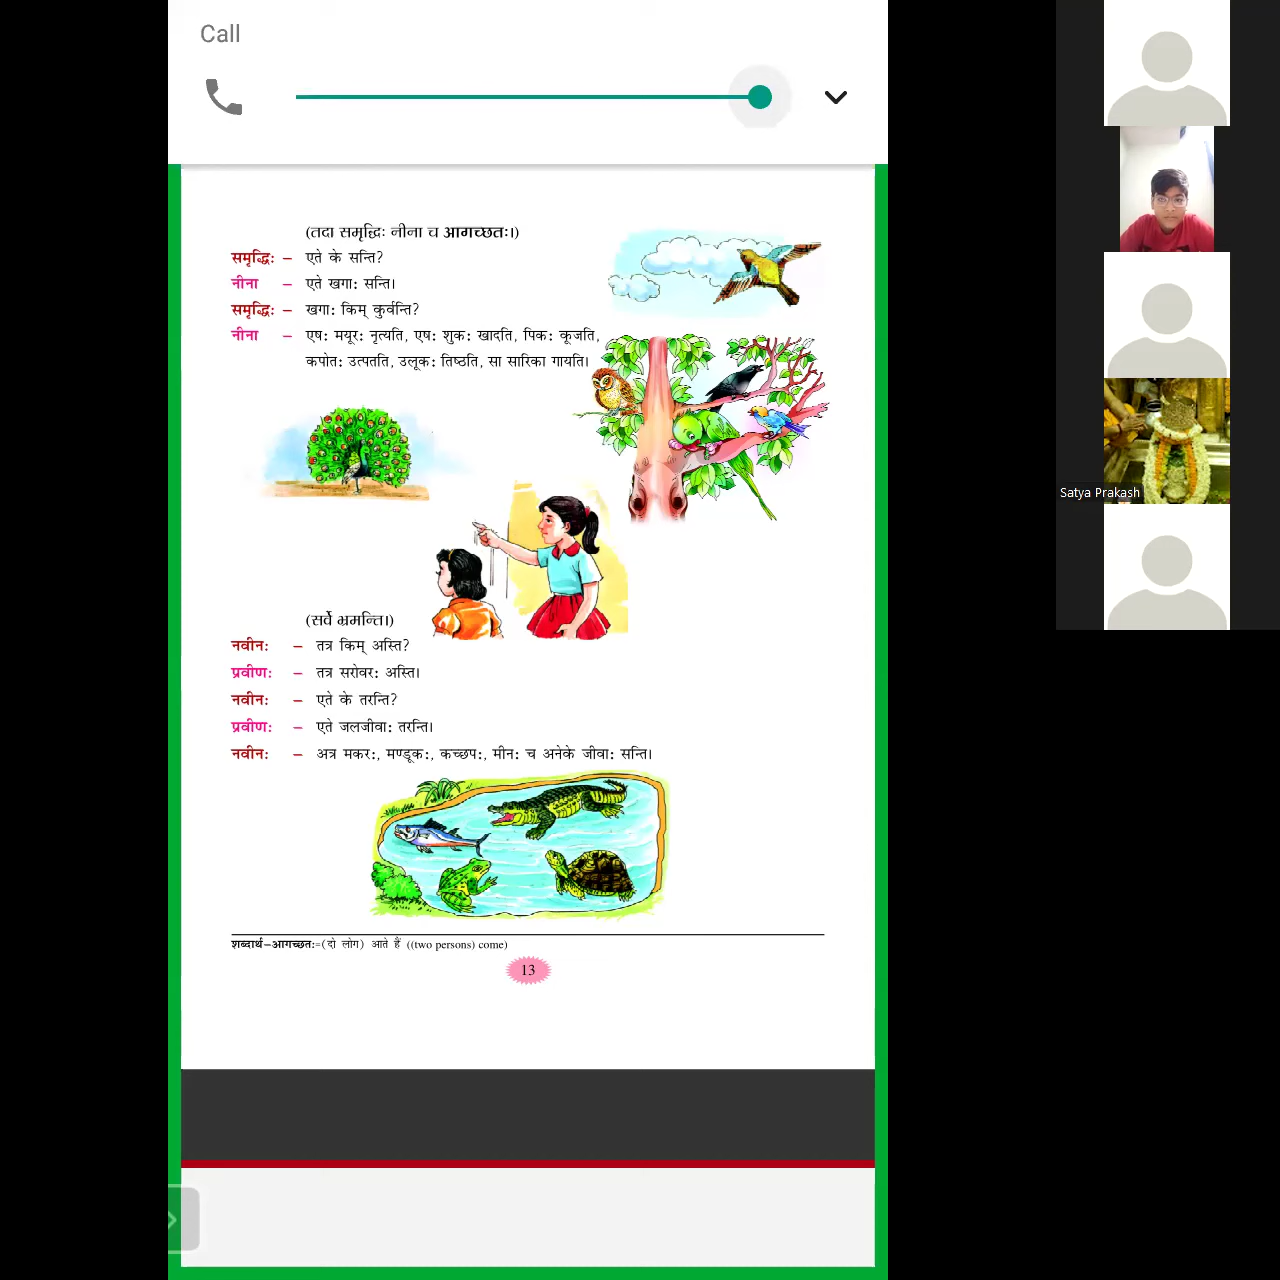 Call
(तदा समृद्धिः नीना च आगच्छतः।)
समृद्धिः – एते के सन्ति?
नीना – एते खगाः सन्ति।
समृद्धिः – खगाः किम् कुर्वन्ति?
नीना – एषः मयूरः नृत्यति, एषः शुकः खादति, पिकः कूजति,
कपोतः उत्पतति, उलूकः तिष्ठति, सा सारिका गायति।
(सर्वे भ्रमन्ति।)
नवीनः – तत्र किम् अस्ति?
प्रवीणः – तत्र सरोवरः अस्ति।
नवीनः – एते के तरन्ति?
प्रवीणः – एते जलजीवाः तरन्ति।
नवीनः – अत्र मकरः, मण्डूकः, कच्छपः, मीनः च अनेके जीवाः सन्ति।
शब्दार्थ–आगच्छतः=(दो लोग) आते हैं ((two persons) come)
13
Satya Prakash